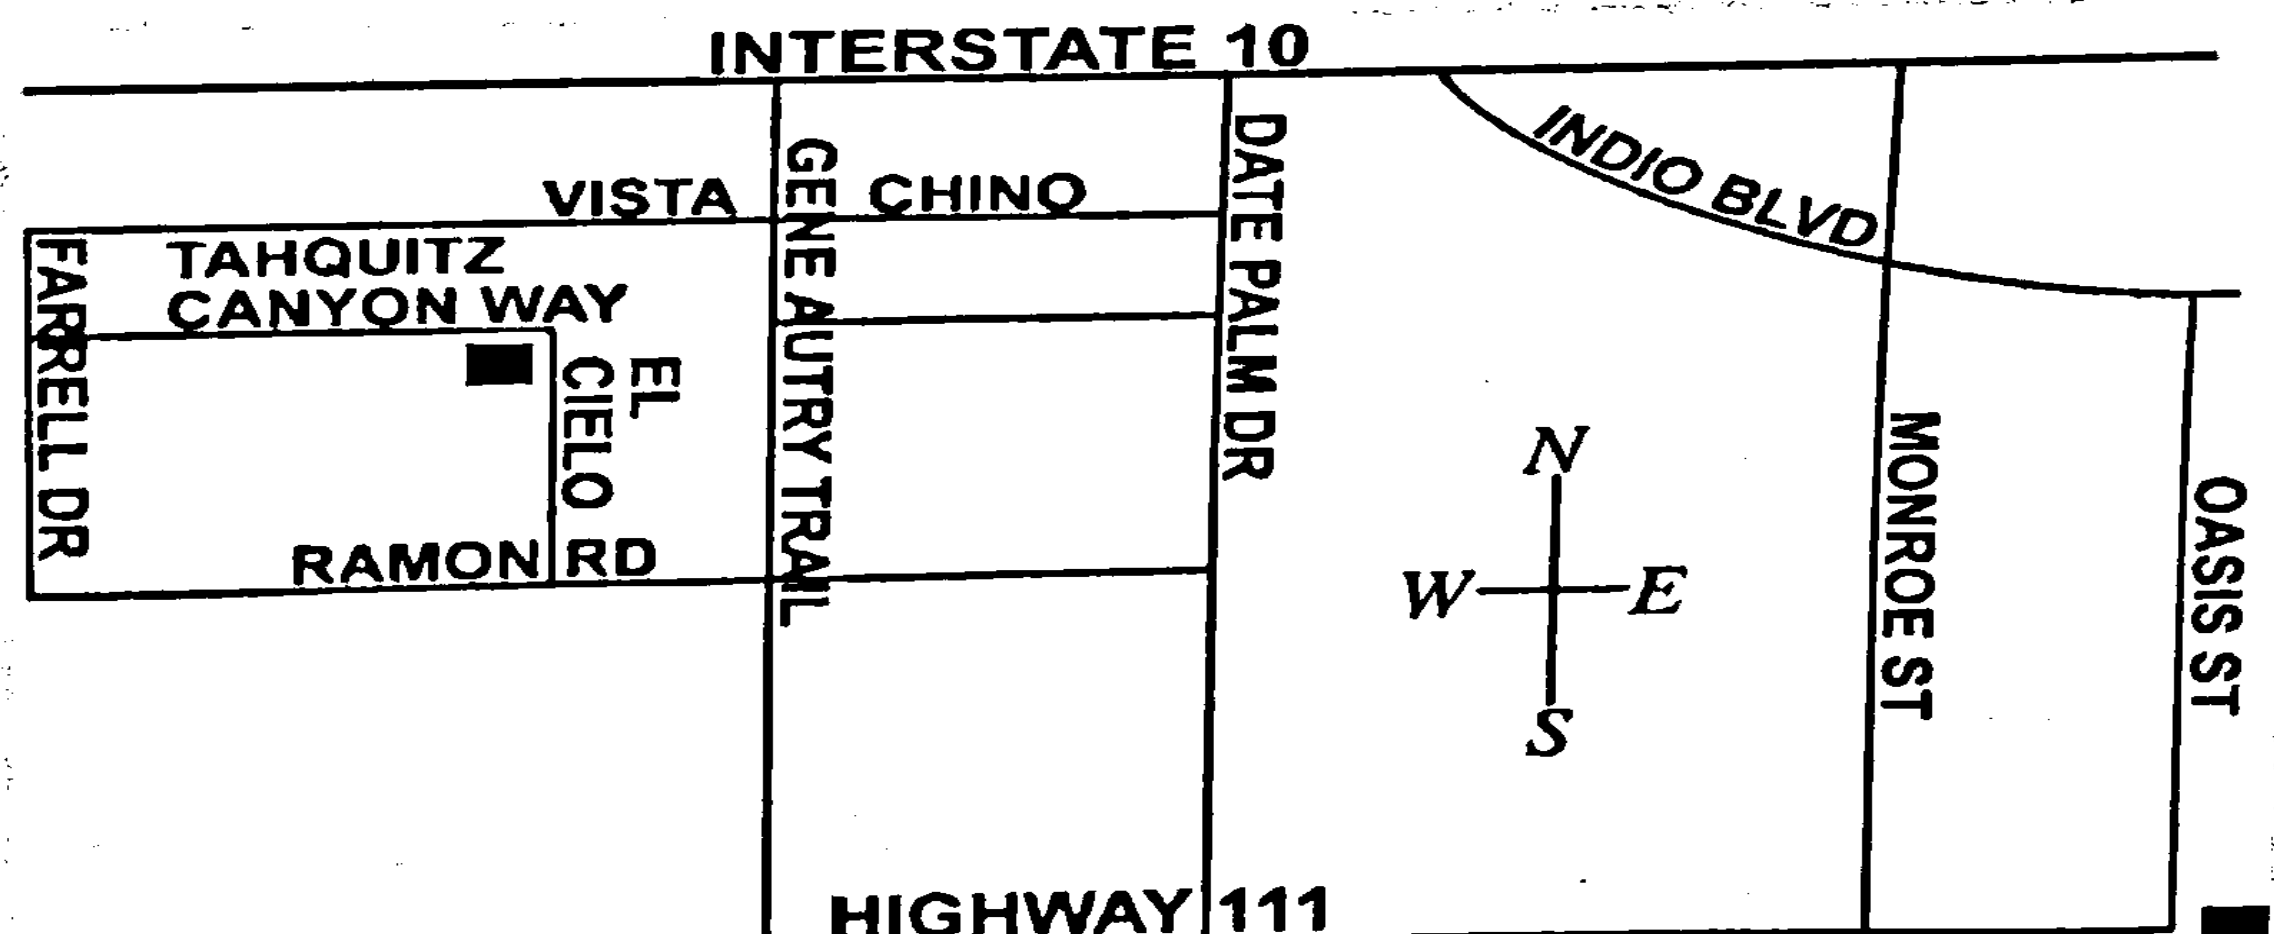 INTERSTATE 10
INDIO BLVD
GENE AUTRY TRAIL
DATE PALM DR
VISTA CHINO
TAHQUITZ
CANYON WAY
FARRELL DR
EL
CIELO
RAMON RD
N
W E
S
MONROE ST
OASIS ST
HIGHWAY 111